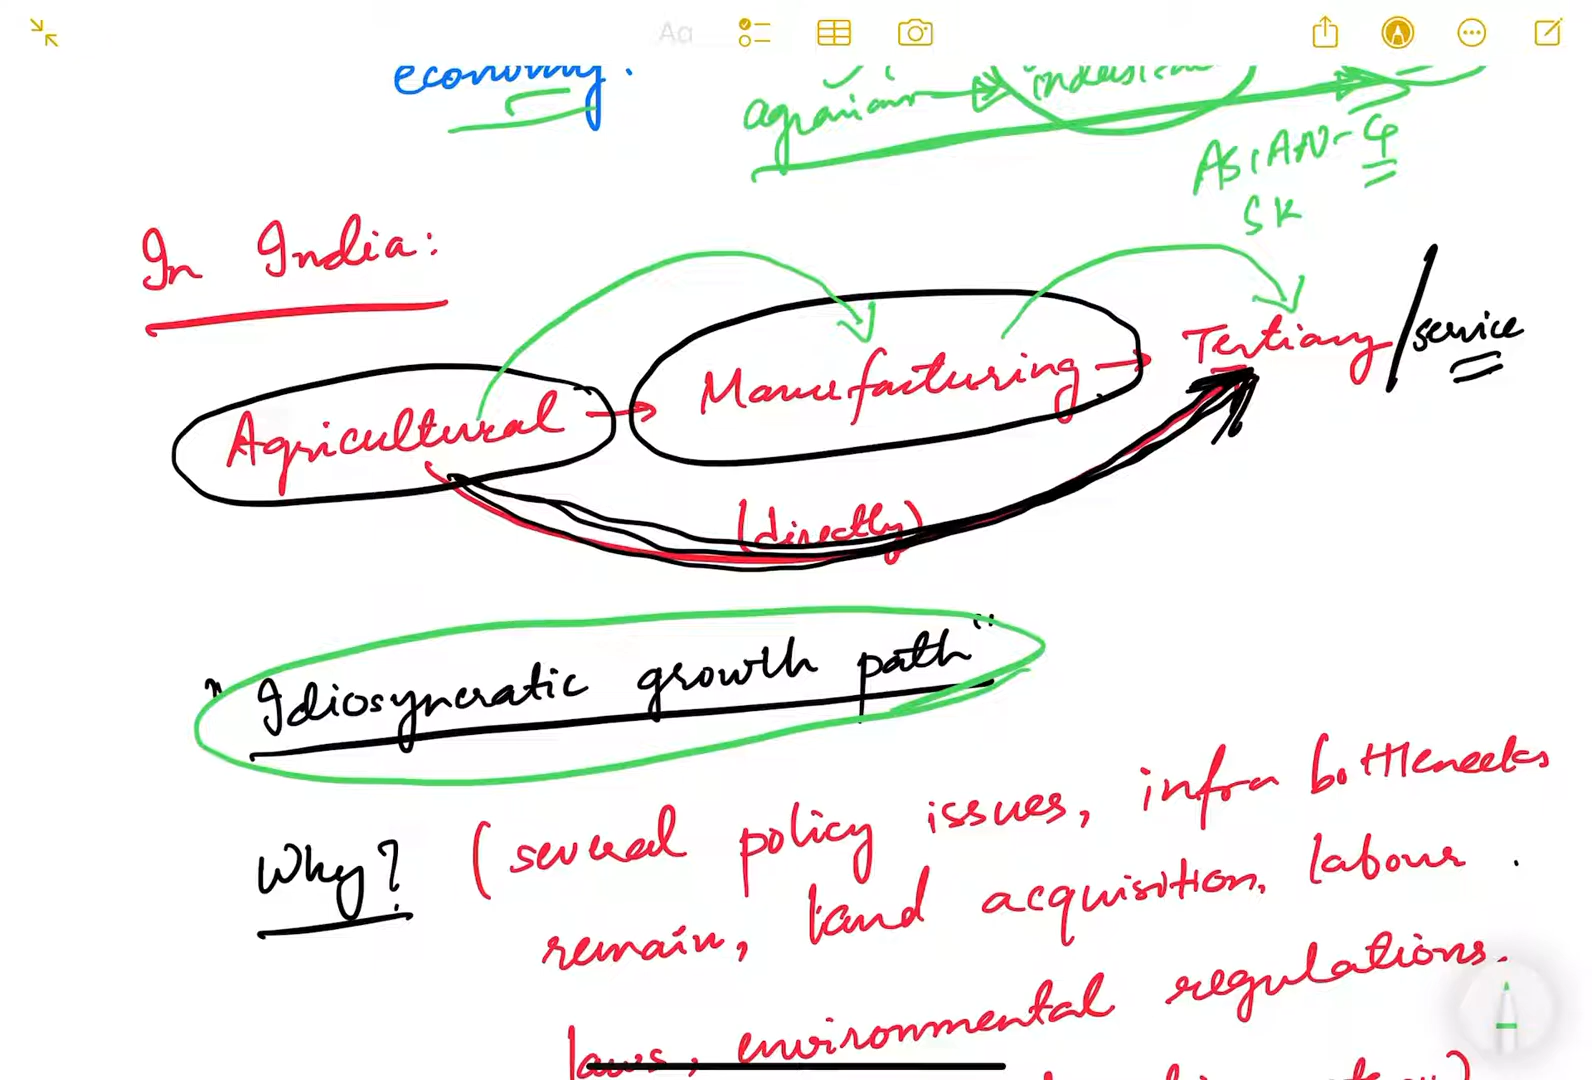 Aa
economy.
agrarian
ASIAN-4
SK
In India:
Agricultural → Manufacturing → Tertiary / service
(directly)
"Idiosyncratic growth path"
Why? (several policy issues, infra bottlenecks
remain, land acquisition, labour
laws, environmental regulations.